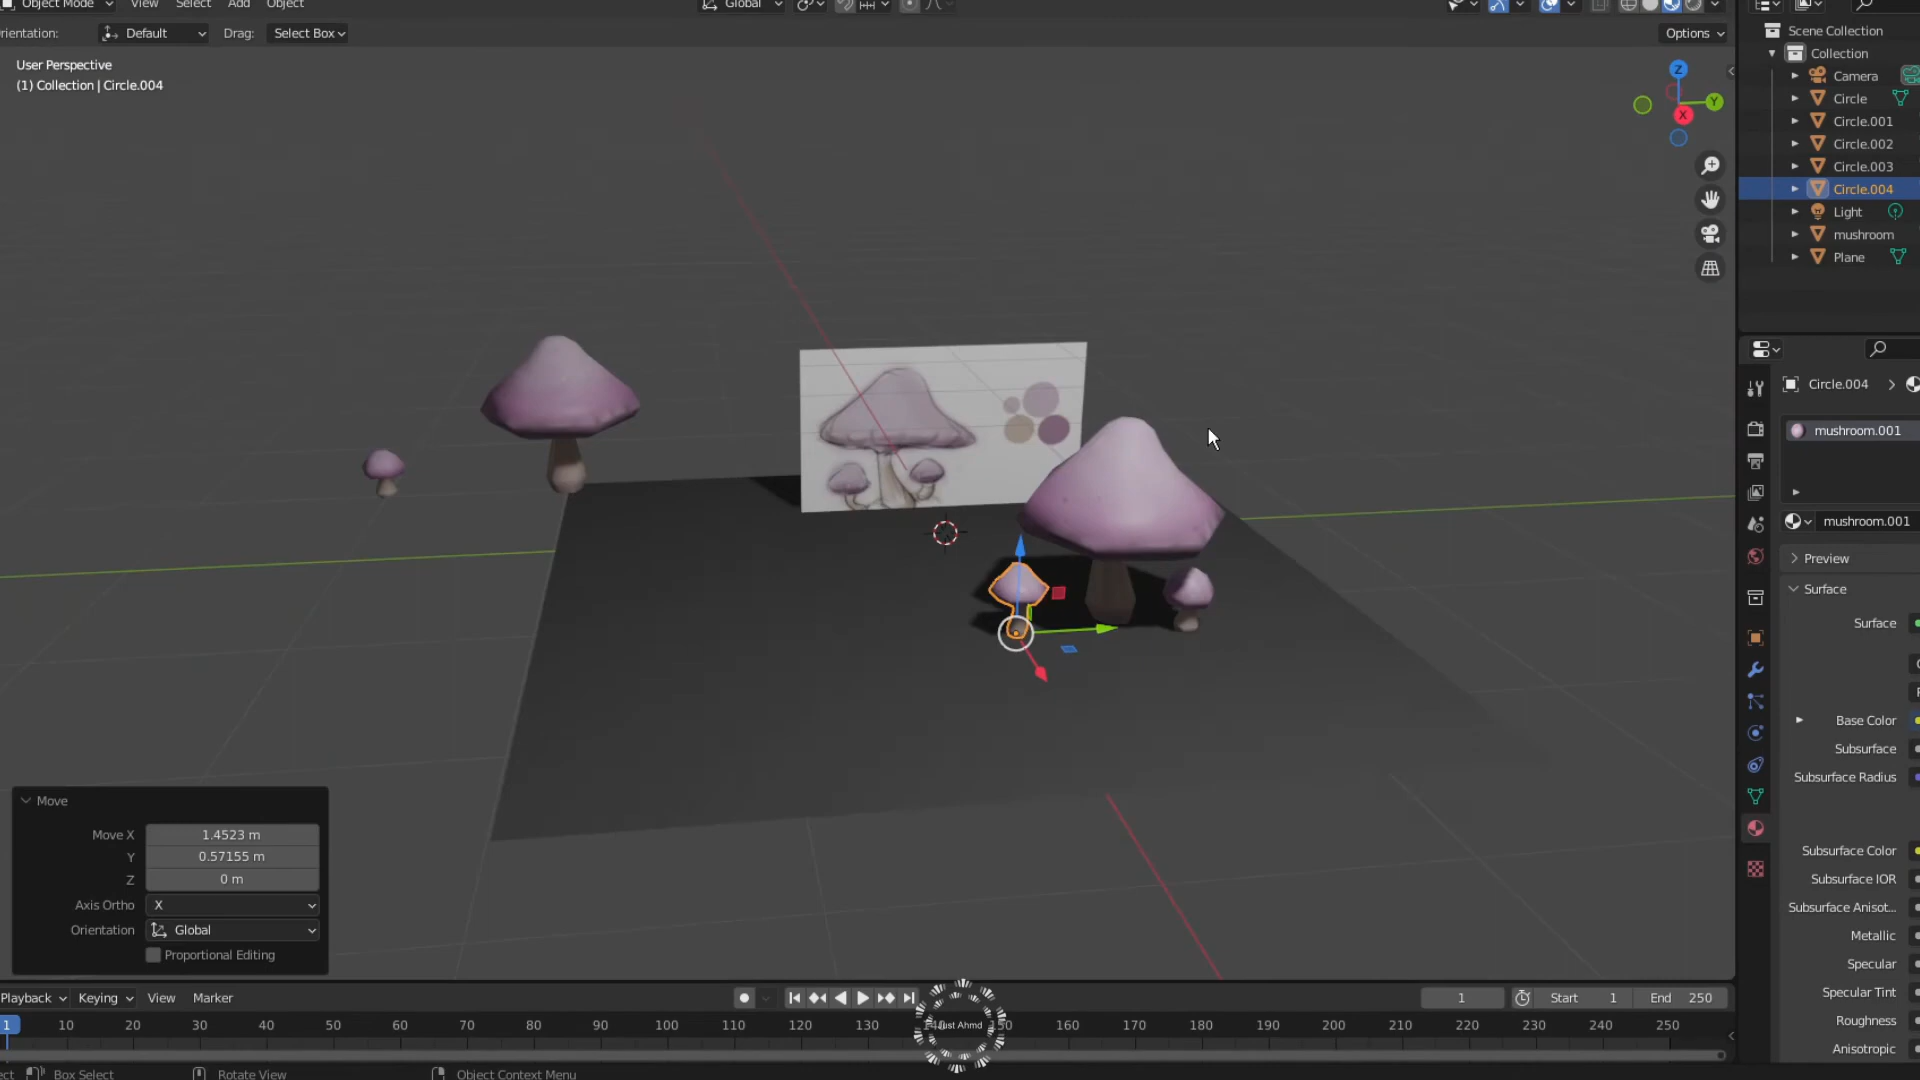 Object Mode View Select Add Object Global
rientation: Default Drag: Select Box Options
User Perspective
(1) Collection | Circle.004
Z
Y
X
Scene Collection
Collection
Camera
Circle
Circle.001
Circle.002
Circle.003
Circle.004
Light
mushroom
Plane
Circle.004
mushroom.001
mushroom.001
Preview
Surface
Surface
Base Color
Subsurface
Subsurface Radius
Subsurface Color
Subsurface IOR
Subsurface Anisot...
Metallic
Specular
Specular Tint
Roughness
Anisotropic
Move
Move X 1.4523 m
Y 0.57155 m
Z 0 m
Axis Ortho X
Orientation Global
Proportional Editing
Playback Keying View Marker 1 Start 1 End 250
1 10 20 30 40 50 60 70 80 90 100 110 120 130 150 160 170 180 190 200 210 220 230 240 250
Just Ahmd
ect Box Select Rotate View Object Context Menu